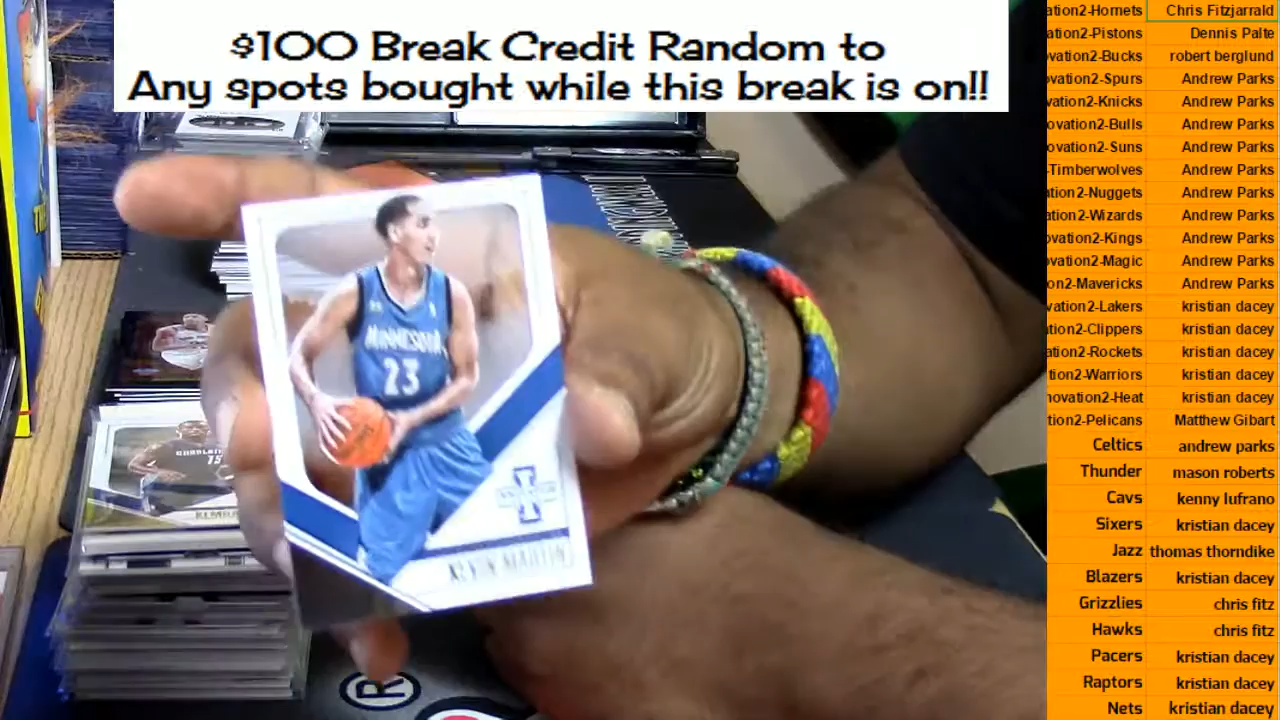 $100 Break Credit Random to
Any spots bought while this break is on!!
ation2-Hornets Chris Fitzjarrald
ation2-Pistons Dennis Palte
ovation2-Bucks robert berglund
ovation2-Spurs Andrew Parks
vation2-Knicks Andrew Parks
ovation2-Bulls Andrew Parks
ovation2-Suns Andrew Parks
-Timberwolves Andrew Parks
ation2-Nuggets Andrew Parks
tion2-Wizards Andrew Parks
ovation2-Kings Andrew Parks
ovation2-Magic Andrew Parks
on2-Mavericks Andrew Parks
vation2-Lakers kristian dacey
tion2-Clippers kristian dacey
ation2-Rockets kristian dacey
tion2-Warriors kristian dacey
novation2-Heat kristian dacey
tion2-Pelicans Matthew Gibart
Celtics andrew parks
Thunder mason roberts
Cavs kenny lufrano
Sixers kristian dacey
Jazz thomas thorndike
Blazers kristian dacey
Grizzlies chris fitz
Hawks chris fitz
Pacers kristian dacey
Raptors kristian dacey
Nets kristian dacey
MINNESOTA
23
KEVIN MARTIN
15
®